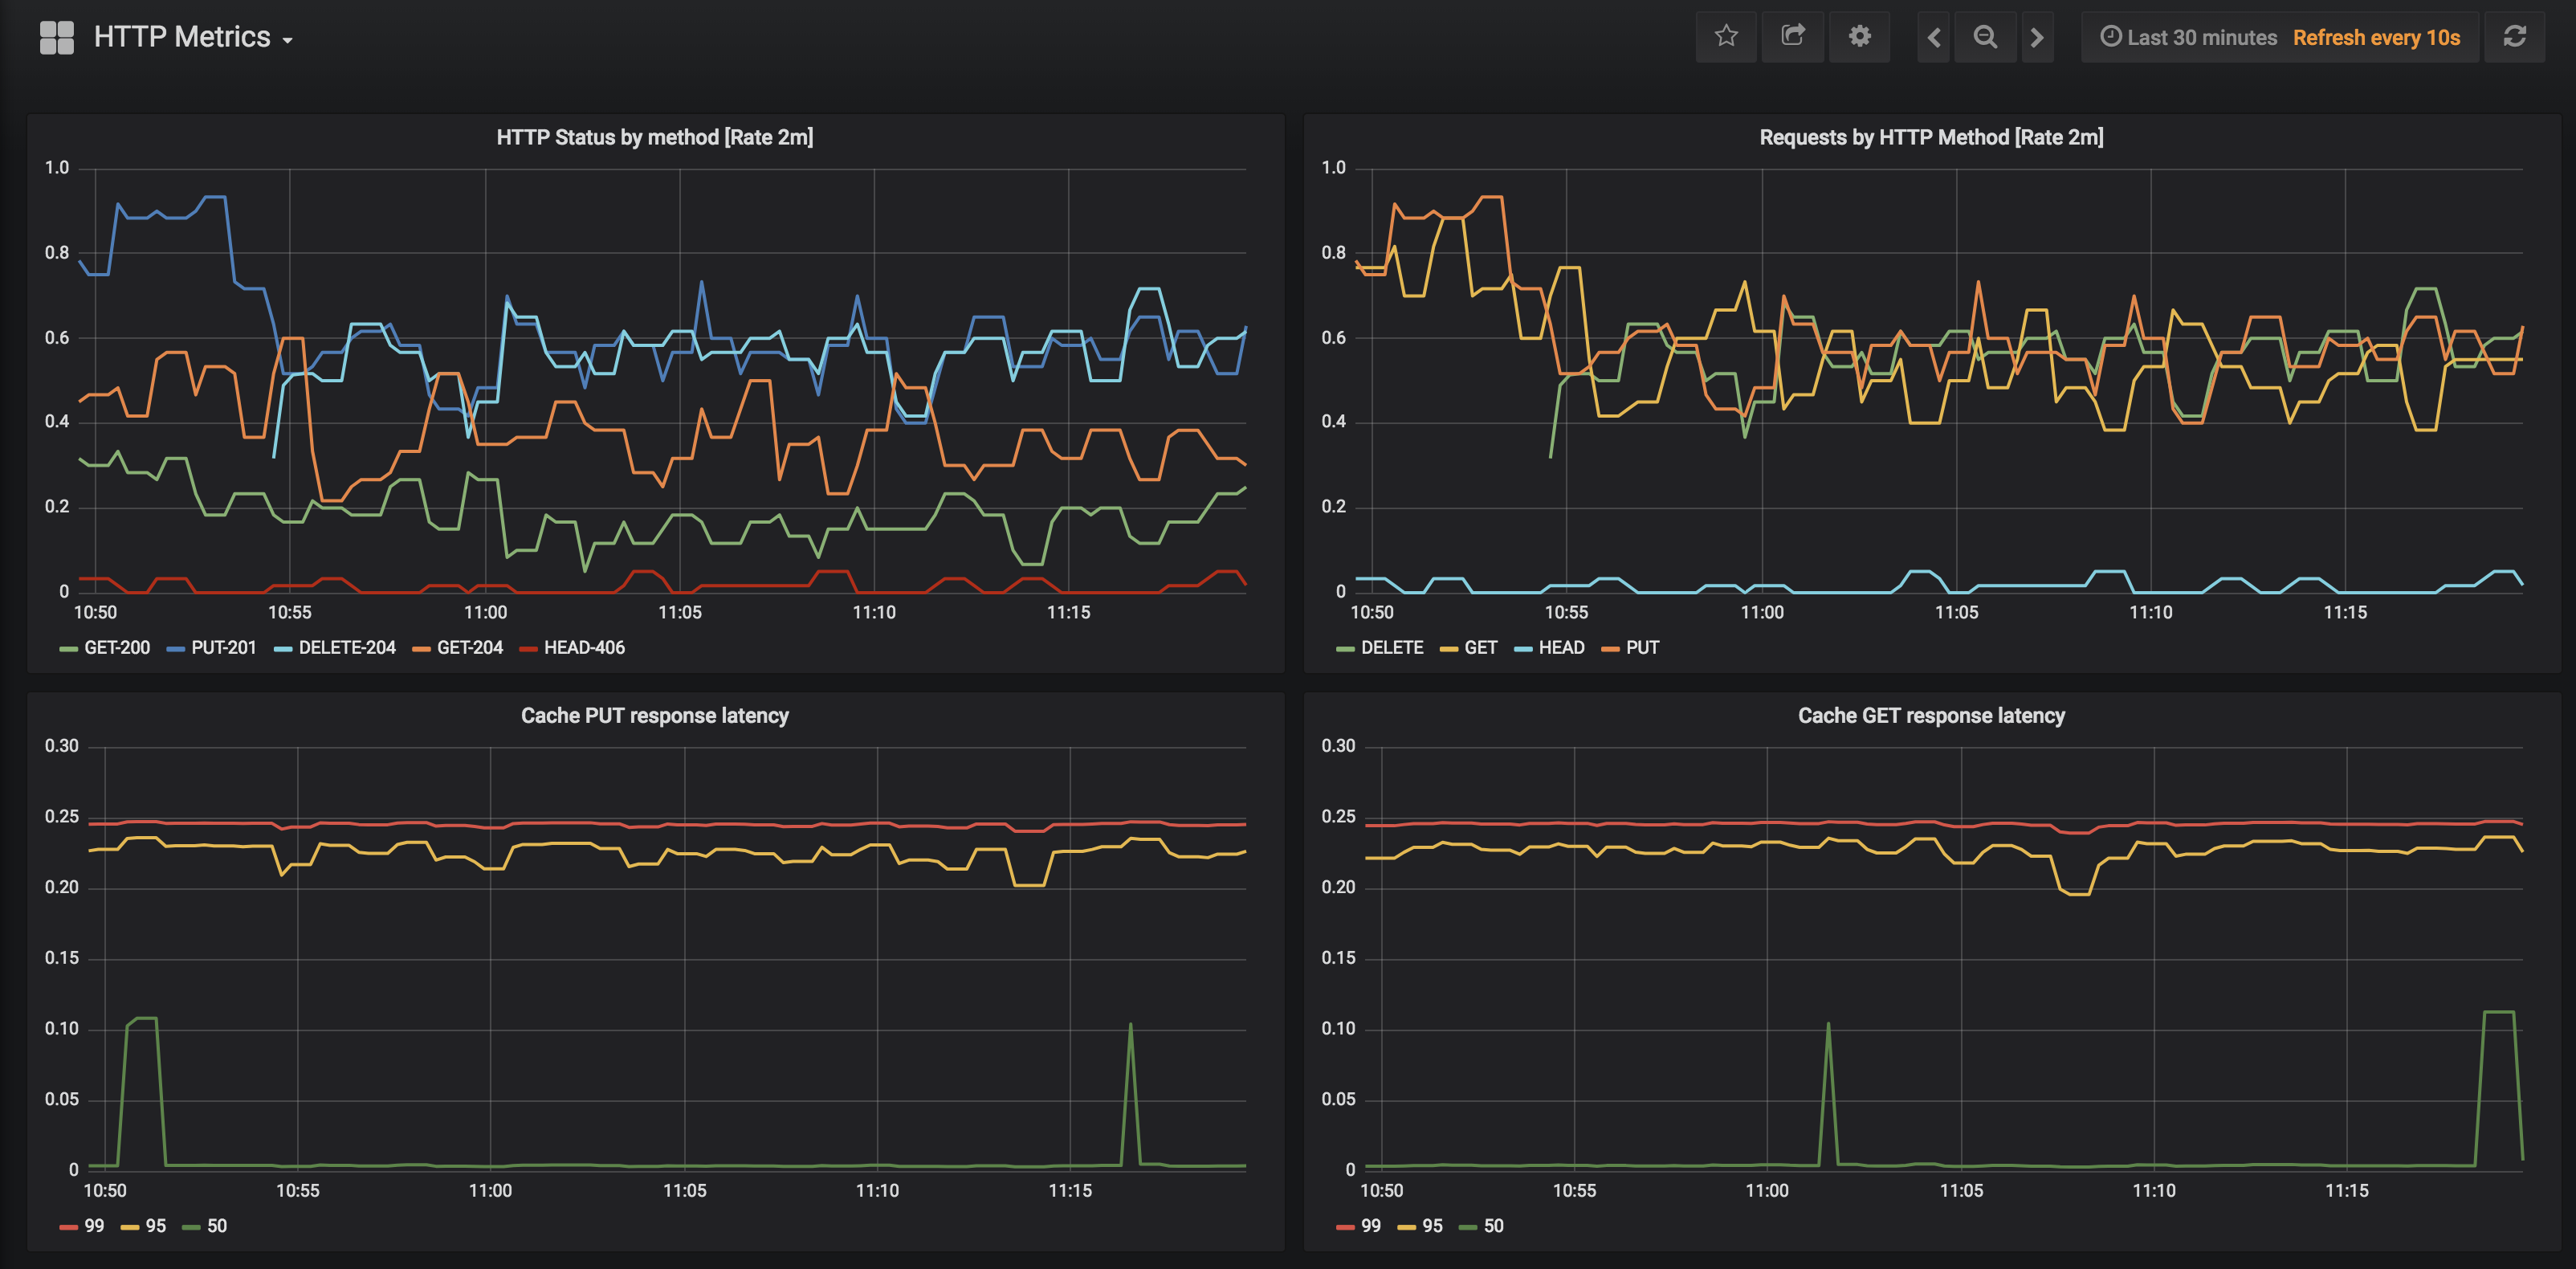 HTTP Metrics
Last 30 minutes Refresh every 10s
HTTP Status by method [Rate 2m]
1.0
0.8
0.6
0.4
0.2
0
10:50 10:55 11:00 11:05 11:10 11:15
GET-200 PUT-201 DELETE-204 GET-204 HEAD-406
Requests by HTTP Method [Rate 2m]
1.0
0.8
0.6
0.4
0.2
0
10:50 10:55 11:00 11:05 11:10 11:15
DELETE GET HEAD PUT
Cache PUT response latency
0.30
0.25
0.20
0.15
0.10
0.05
0
10:50 10:55 11:00 11:05 11:10 11:15
99 95 50
Cache GET response latency
0.30
0.25
0.20
0.15
0.10
0.05
0
10:50 10:55 11:00 11:05 11:10 11:15
99 95 50